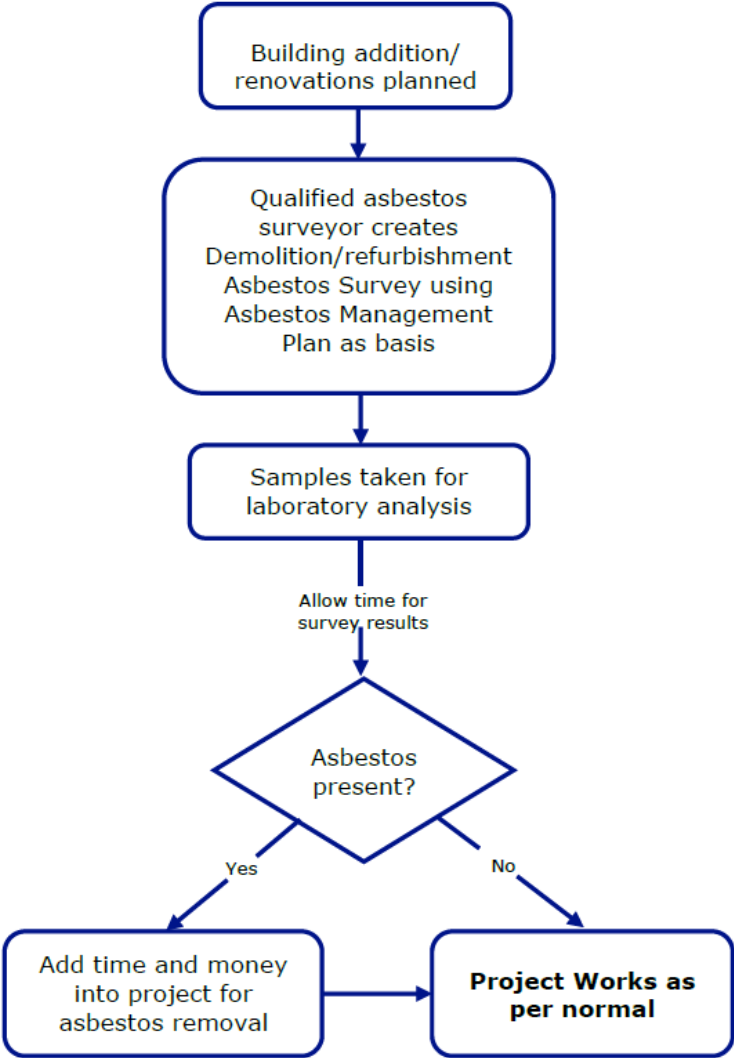 Building addition/
renovations planned
Qualified asbestos
surveyor creates
Demolition/refurbishment
Asbestos Survey using
Asbestos Management
Plan as basis
Samples taken for
laboratory analysis
Allow time for
survey results
Asbestos
present?
Yes
No
Add time and money
into project for
asbestos removal
Project Works as
per normal